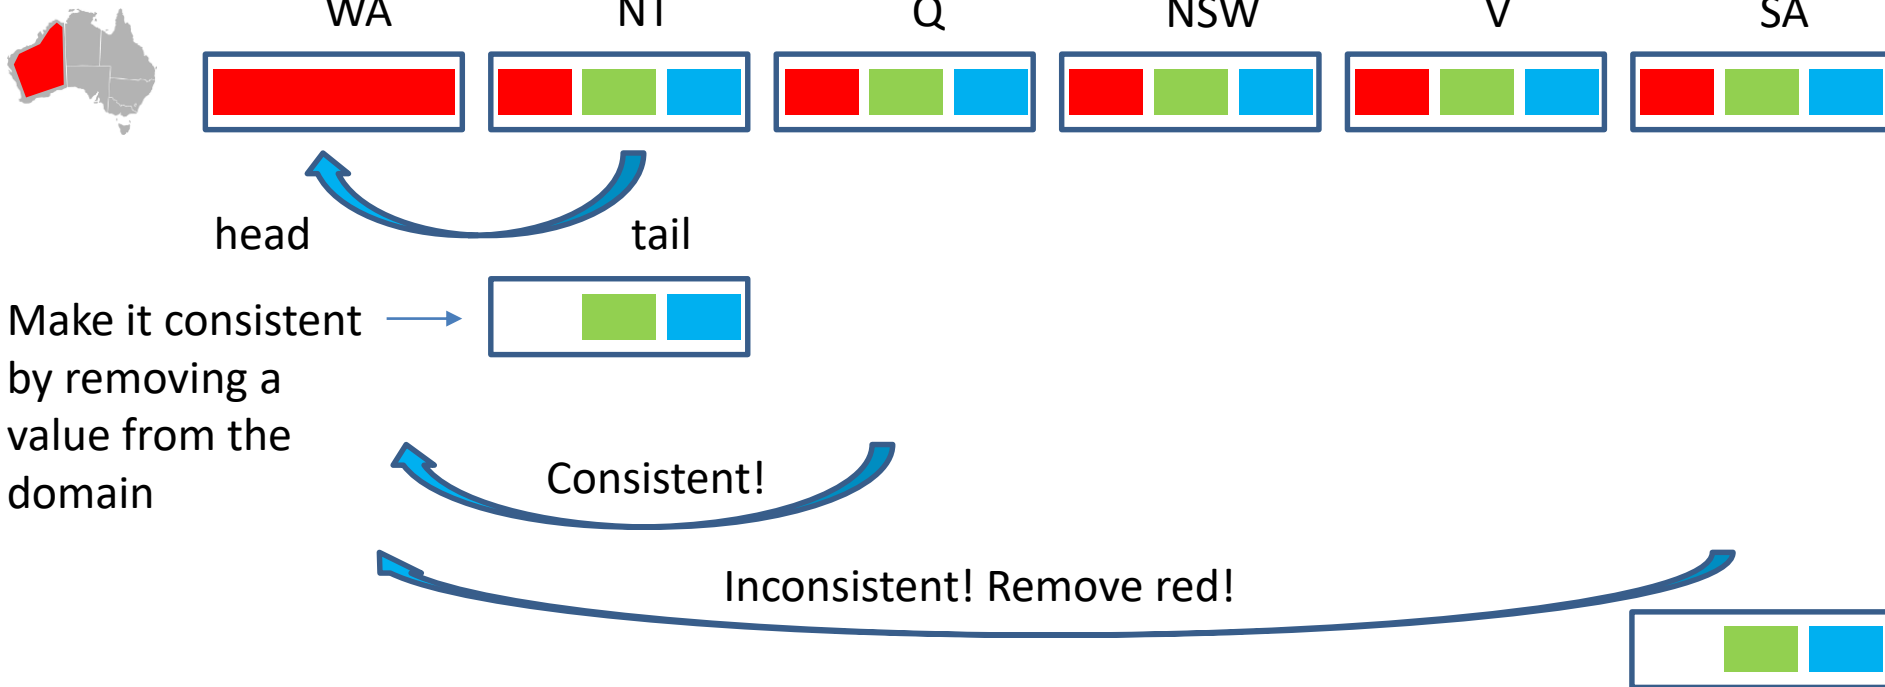 WA NT Q NSW V SA
head tail
Make it consistent
by removing a
value from the
domain
Consistent!
Inconsistent! Remove red!